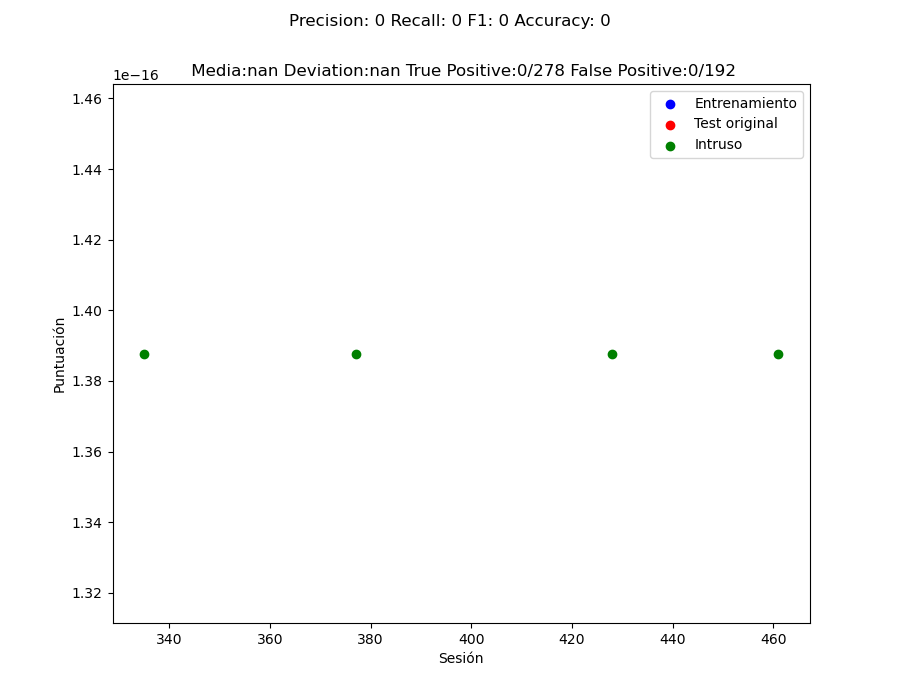 Precision: 0 Recall: 0 F1: 0 Accuracy: 0
Media:nan Deviation:nan True Positive:0/278 False Positive:0/192
1e−16
1.46
1.44
1.42
1.40
1.38
1.36
1.34
1.32
Puntuación
Entrenamiento
Test original
Intruso
340 360 380 400 420 440 460
Sesión